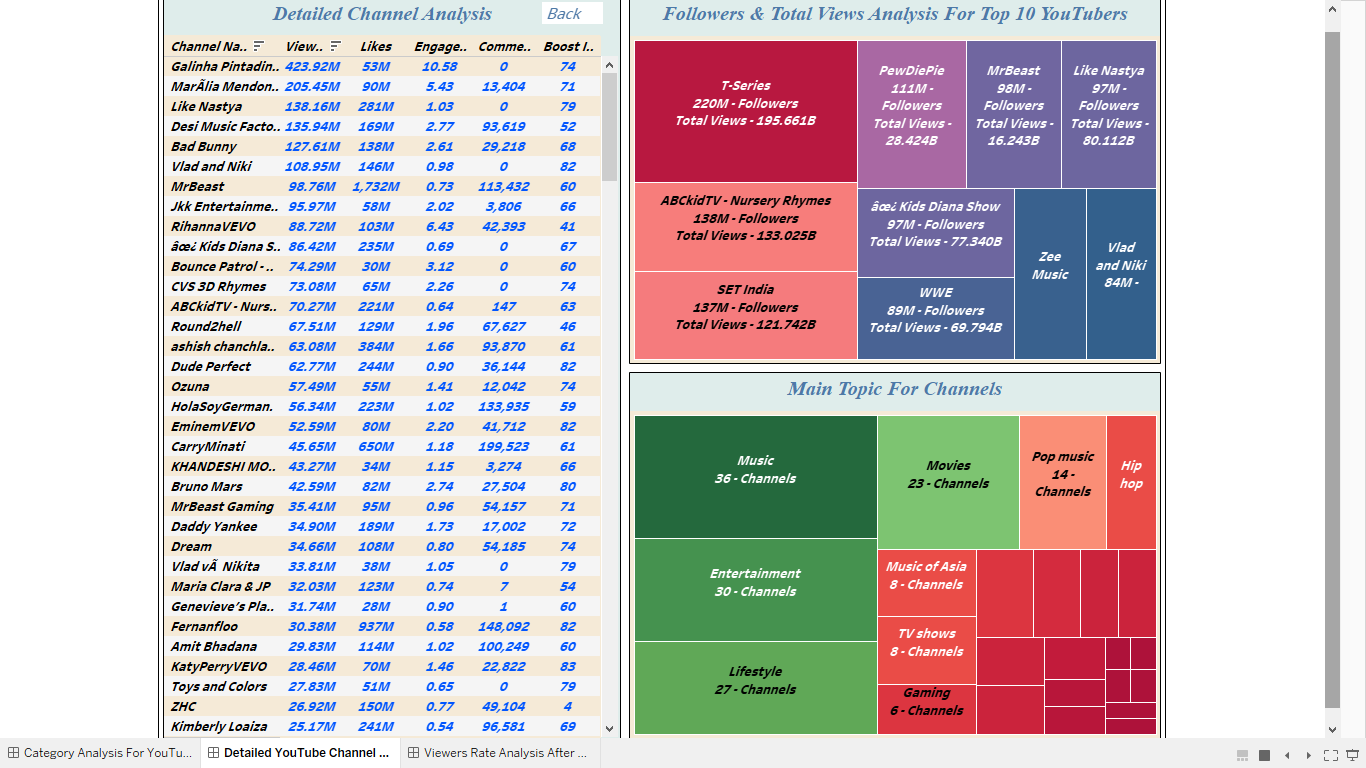 Detailed Channel Analysis
Back
Channel Na.. View.. Likes Engage.. Comme.. Boost I..
Galinha Pintadin.. 423.92M 53M 10.58 0 74
MarÃlia Mendon.. 205.45M 90M 5.43 13,404 71
Like Nastya 138.16M 281M 1.03 0 79
Desi Music Facto.. 135.94M 169M 2.77 93,619 52
Bad Bunny 127.61M 138M 2.61 29,218 68
Vlad and Niki 108.95M 146M 0.98 0 82
MrBeast 98.76M 1,732M 0.73 113,432 60
Jkk Entertainme.. 95.97M 58M 2.02 3,806 66
RihannaVEVO 88.72M 103M 6.43 42,393 41
âœ¿ Kids Diana S.. 86.42M 235M 0.69 0 67
Bounce Patrol - .. 74.29M 30M 3.12 0 60
CVS 3D Rhymes 73.08M 65M 2.26 0 74
ABCkidTV - Nurs.. 70.27M 221M 0.64 147 63
Round2hell 67.51M 129M 1.96 67,627 46
ashish chanchla.. 63.08M 384M 1.66 93,870 61
Dude Perfect 62.77M 244M 0.90 36,144 82
Ozuna 57.49M 55M 1.41 12,042 74
HolaSoyGerman. 56.34M 223M 1.02 133,935 59
EminemVEVO 52.59M 80M 2.20 41,712 82
CarryMinati 45.65M 650M 1.18 199,523 61
KHANDESHI MO.. 43.27M 34M 1.15 3,274 66
Bruno Mars 42.59M 82M 2.74 27,504 80
MrBeast Gaming 35.41M 95M 0.96 54,157 71
Daddy Yankee 34.90M 189M 1.73 17,002 72
Dream 34.66M 108M 0.80 54,185 74
Vlad vÃ Nikita 33.81M 38M 1.05 0 79
Maria Clara & JP 32.03M 123M 0.74 7 54
Genevieve's Pla.. 31.74M 28M 0.90 1 60
Fernanfloo 30.38M 937M 0.58 148,092 82
Amit Bhadana 29.83M 114M 1.02 100,249 60
KatyPerryVEVO 28.46M 70M 1.46 22,822 83
Toys and Colors 27.83M 51M 0.65 0 79
ZHC 26.92M 150M 0.77 49,104 4
Kimberly Loaiza 25.17M 241M 0.54 96,581 69
Followers & Total Views Analysis For Top 10 YouTubers
T-Series
220M - Followers
Total Views - 195.661B
PewDiePie
111M -
Followers
Total Views -
28.424B
MrBeast
98M -
Followers
Total Views -
16.243B
Like Nastya
97M -
Followers
Total Views -
80.112B
ABCkidTV - Nursery Rhymes
138M - Followers
Total Views - 133.025B
SET India
137M - Followers
Total Views - 121.742B
âœ¿ Kids Diana Show
97M - Followers
Total Views - 77.340B
WWE
89M - Followers
Total Views - 69.794B
Zee
Music
Vlad
and Niki
84M -
Main Topic For Channels
Music
36 - Channels
Entertainment
30 - Channels
Lifestyle
27 - Channels
Movies
23 - Channels
Pop music
14 -
Channels
Hip
hop
Music of Asia
8 - Channels
TV shows
8 - Channels
Gaming
6 - Channels
Category Analysis For YouTu...
Detailed YouTube Channel ...
Viewers Rate Analysis After ...